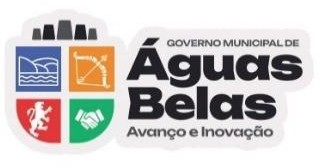 GOVERNO MUNICIPAL DE
Águas
Belas
Avanço e Inovação